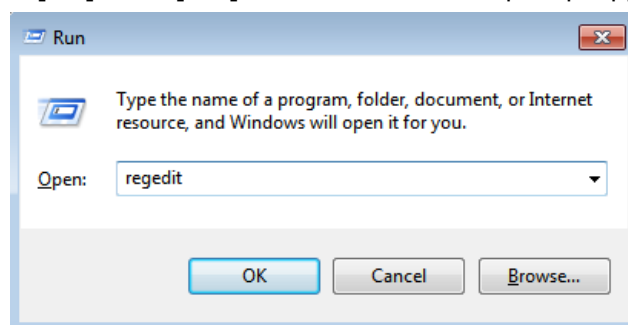 Run
Type the name of a program, folder, document, or Internet
resource, and Windows will open it for you.
Open: regedit
OK Cancel Browse...